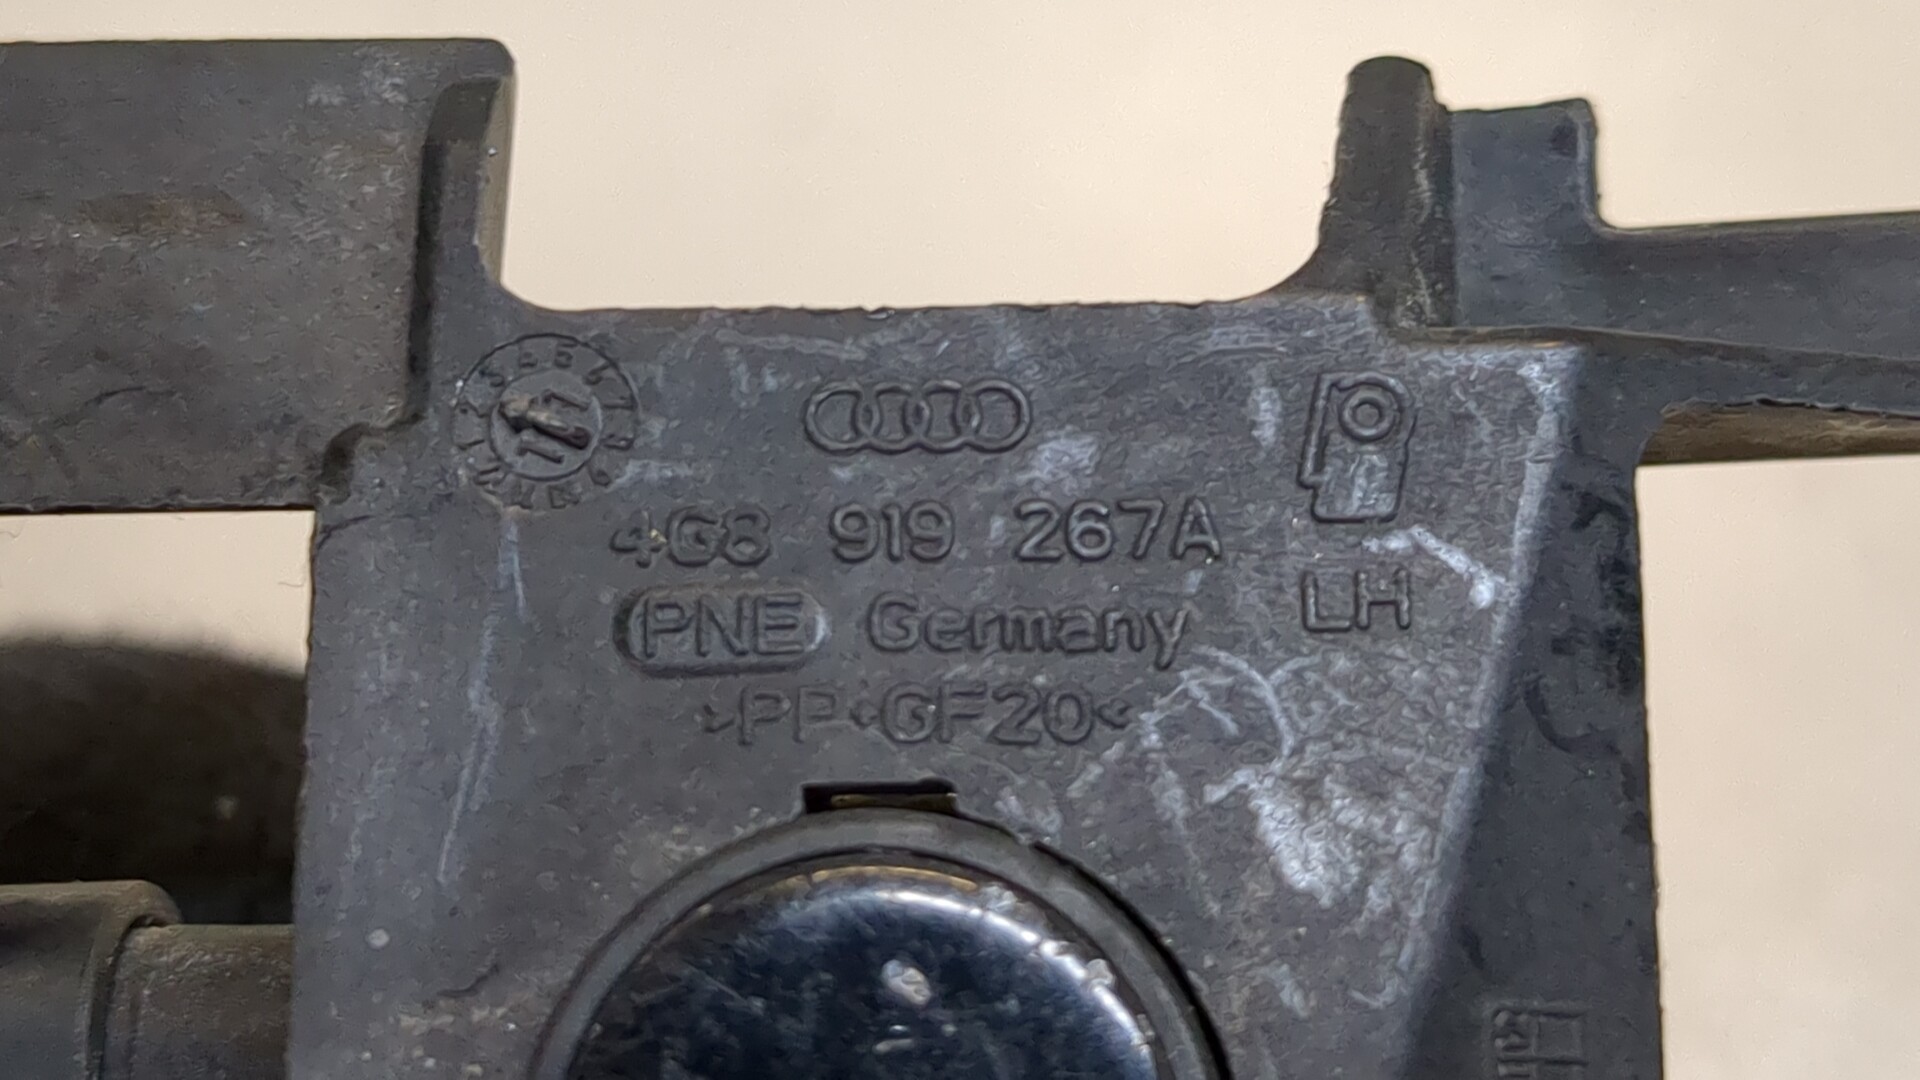 4G8 919 267A
LH
PNE Germany
>PP-GF20<